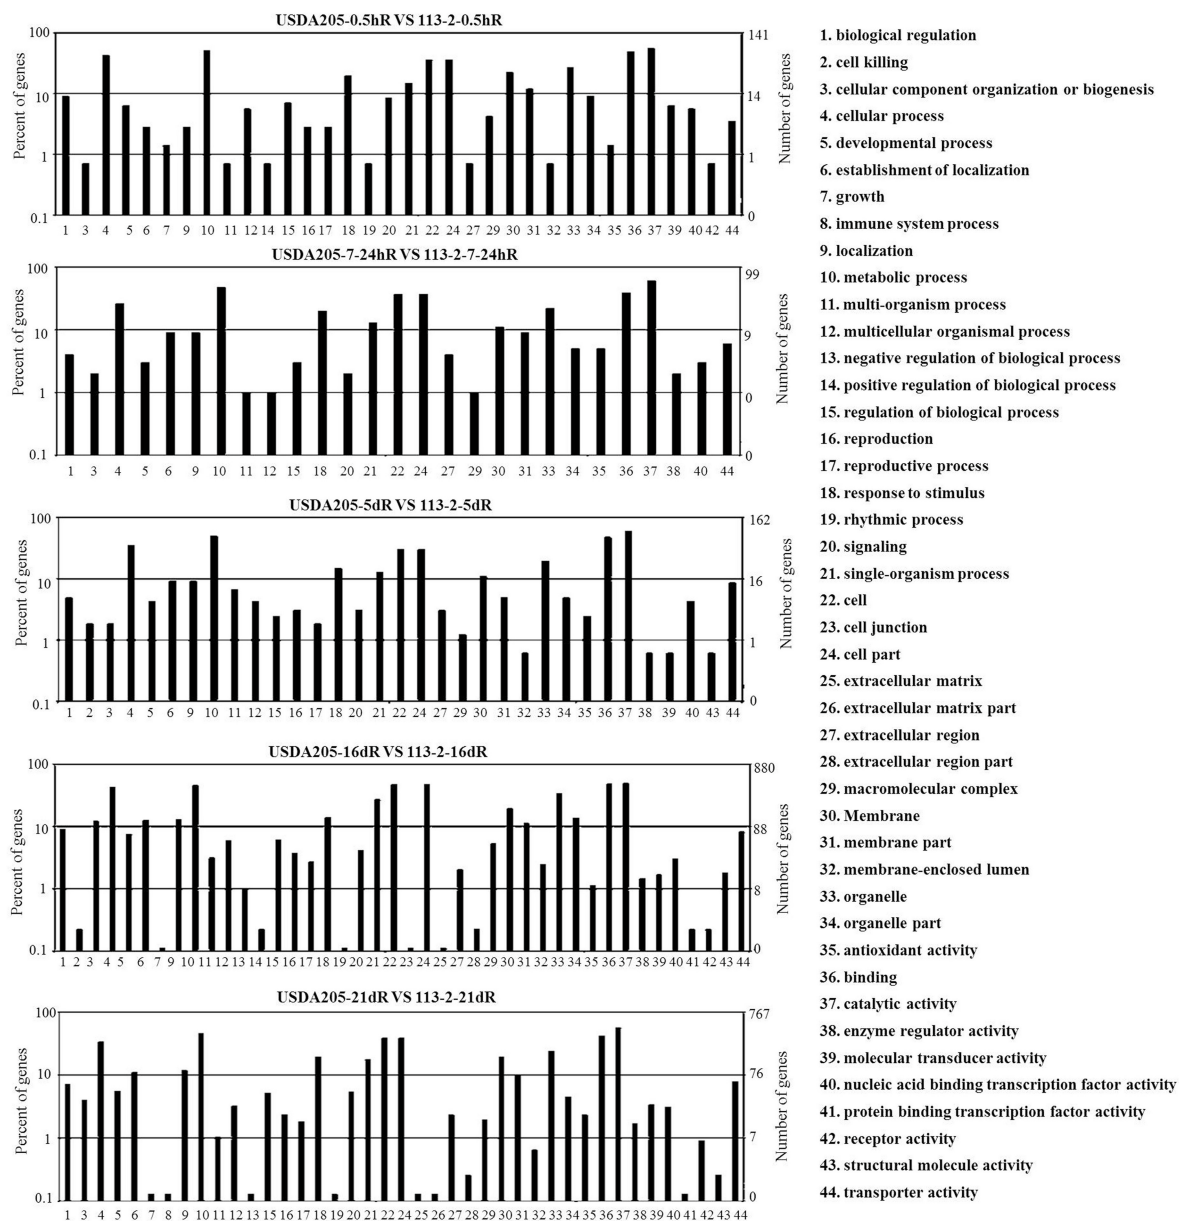 USDA205-0.5hR VS 113-2-0.5hR
100
10
1
0.1
Percent of genes
141
14
1
0
Number of genes
1 3 4 5 6 7 9 10 11 12 14 15 16 17 18 19 20 21 22 24 27 29 30 31 32 33 34 35 36 37 39 40 42 44
USDA205-7-24hR VS 113-2-7-24hR
100
10
1
0.1
Percent of genes
99
9
0
0
Number of genes
1 3 4 5 6 9 10 11 12 15 18 20 21 22 24 27 29 30 31 33 34 35 36 37 38 40 44
USDA205-5dR VS 113-2-5dR
100
10
1
0.1
Percent of genes
162
16
1
0
Number of genes
1 2 3 4 5 6 9 10 11 12 15 16 17 18 20 21 22 24 27 29 30 31 32 33 34 35 36 37 38 39 40 43 44
USDA205-16dR VS 113-2-16dR
100
10
1
0.1
Percent of genes
880
88
8
0
Number of genes
1 2 3 4 5 6 7 9 10 11 12 13 14 15 16 17 18 19 20 21 22 23 24 26 27 28 29 30 31 32 33 34 35 36 37 38 39 40 41 42 43 44
USDA205-21dR VS 113-2-21dR
100
10
1
0.1
Percent of genes
767
76
7
0
Number of genes
1 3 4 5 6 7 8 9 10 11 12 13 15 16 17 18 19 20 21 22 24 25 26 27 28 29 30 31 32 33 34 35 36 37 38 39 40 41 42 43 44
1. biological regulation
2. cell killing
3. cellular component organization or biogenesis
4. cellular process
5. developmental process
6. establishment of localization
7. growth
8. immune system process
9. localization
10. metabolic process
11. multi-organism process
12. multicellular organismal process
13. negative regulation of biological process
14. positive regulation of biological process
15. regulation of biological process
16. reproduction
17. reproductive process
18. response to stimulus
19. rhythmic process
20. signaling
21. single-organism process
22. cell
23. cell junction
24. cell part
25. extracellular matrix
26. extracellular matrix part
27. extracellular region
28. extracellular region part
29. macromolecular complex
30. Membrane
31. membrane part
32. membrane-enclosed lumen
33. organelle
34. organelle part
35. antioxidant activity
36. binding
37. catalytic activity
38. enzyme regulator activity
39. molecular transducer activity
40. nucleic acid binding transcription factor activity
41. protein binding transcription factor activity
42. receptor activity
43. structural molecule activity
44. transporter activity